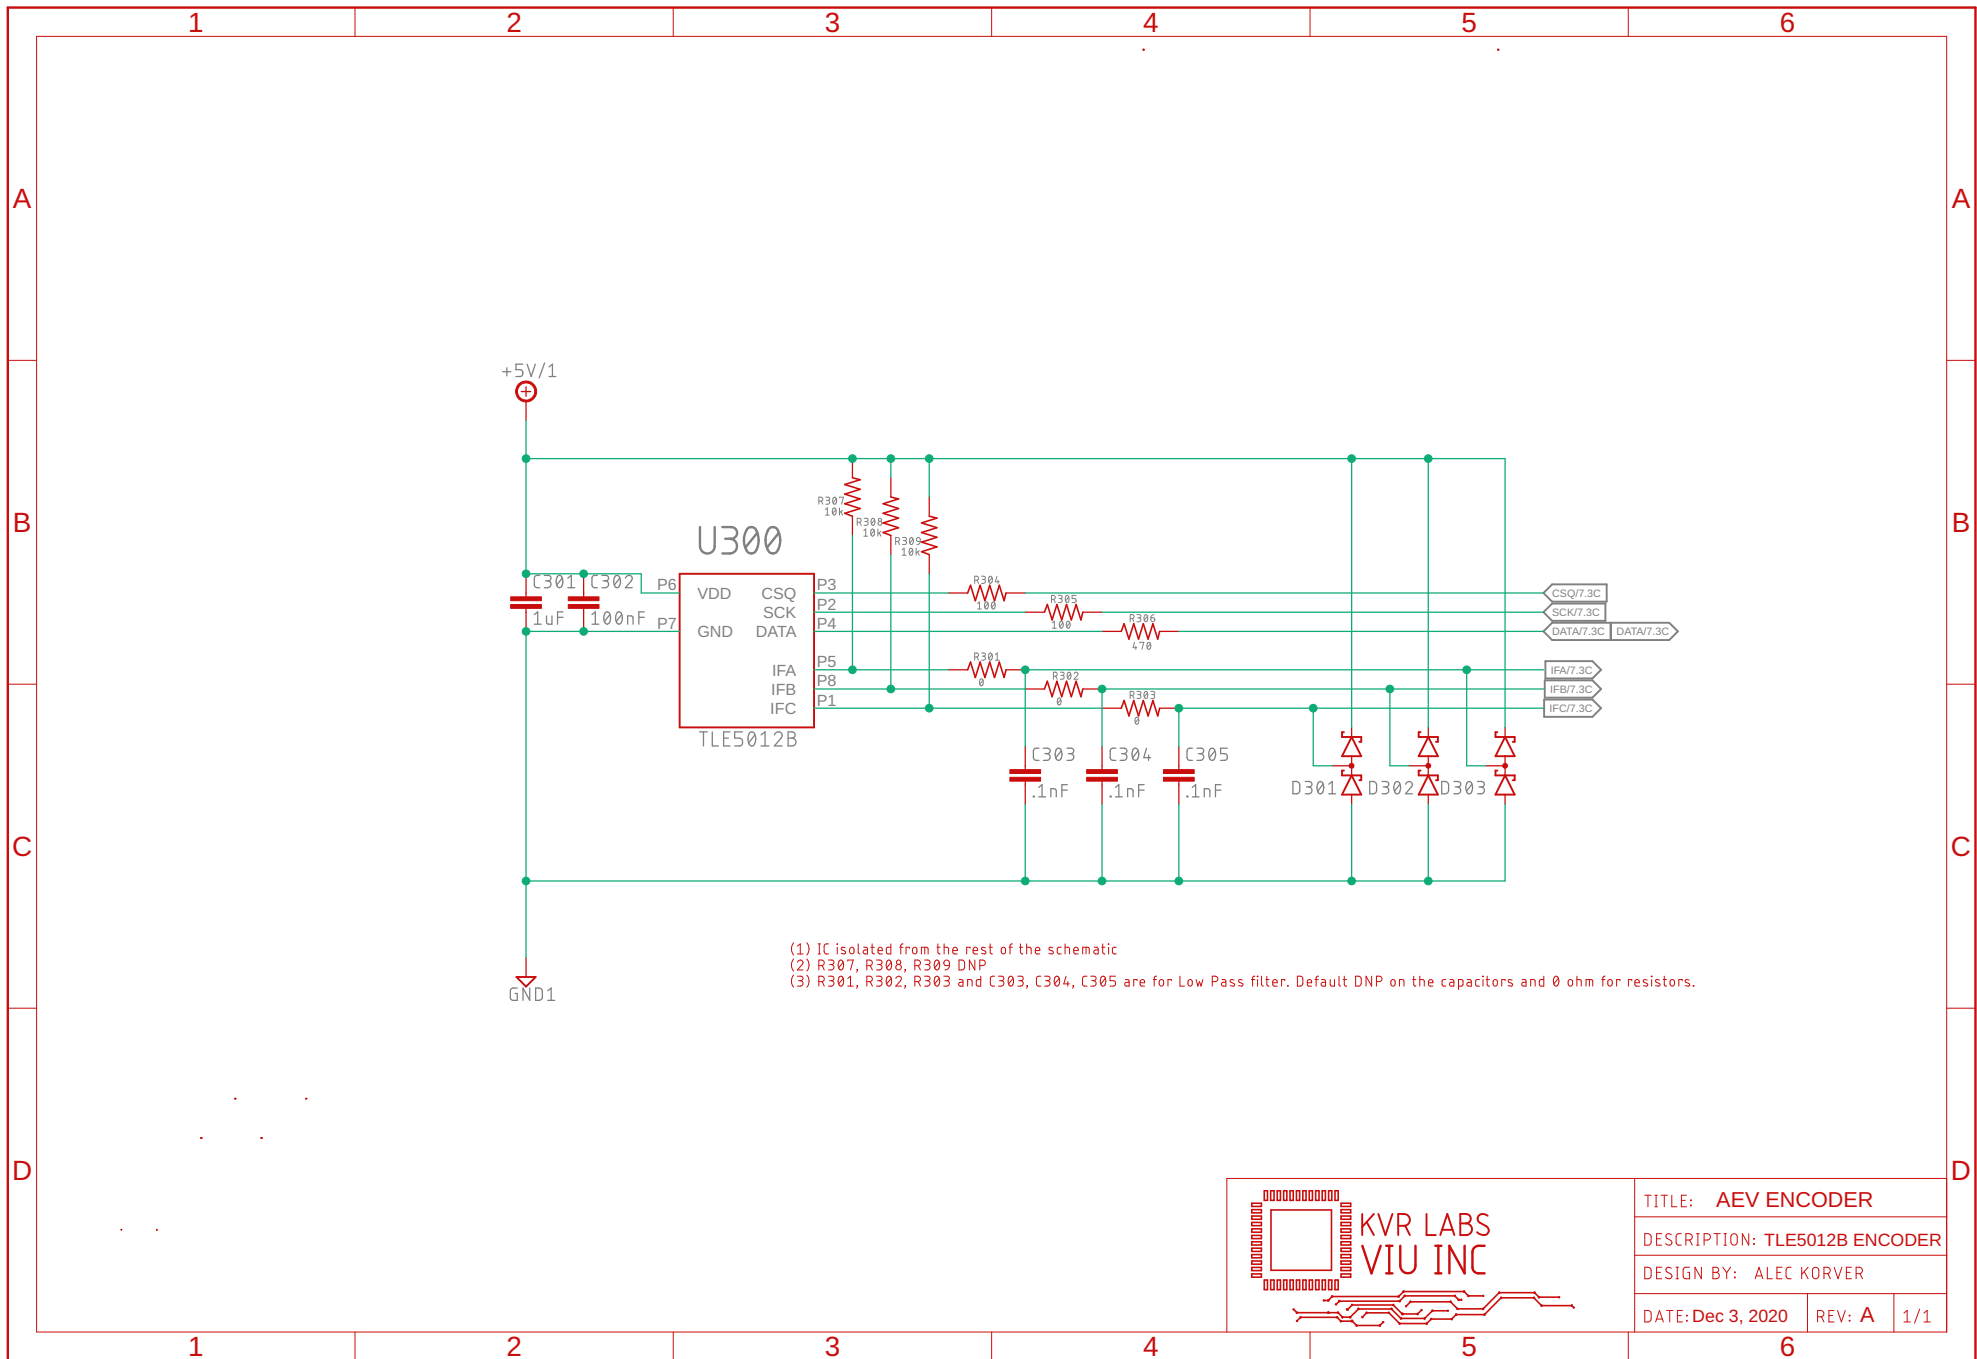 1 2 3 4 5 6
A A
+5V/1
B B
R307
10k
R308
10k
R309
10k
U300
C301 C302
1uF 100nF
P6 VDD CSQ P3
SCK P2
P7 GND DATA P4
IFA P5
IFB P8
IFC P1
TLE5012B
R304
100
R305
100
R306
470
R301
0
R302
0
R303
0
CSQ/7.3C
SCK/7.3C
DATA/7.3C DATA/7.3C
IFA/7.3C
IFB/7.3C
IFC/7.3C
C303 C304 C305
.1nF .1nF .1nF
D301 D302 D303
C C
(1) IC isolated from the rest of the schematic
(2) R307, R308, R309 DNP
(3) R301, R302, R303 and C303, C304, C305 are for Low Pass filter. Default DNP on the capacitors and 0 ohm for resistors.
GND1
D D
KVR LABS
VIU INC
TITLE: AEV ENCODER
DESCRIPTION: TLE5012B ENCODER
DESIGN BY: ALEC KORVER
DATE: Dec 3, 2020 REV: A 1/1
1 2 3 4 5 6